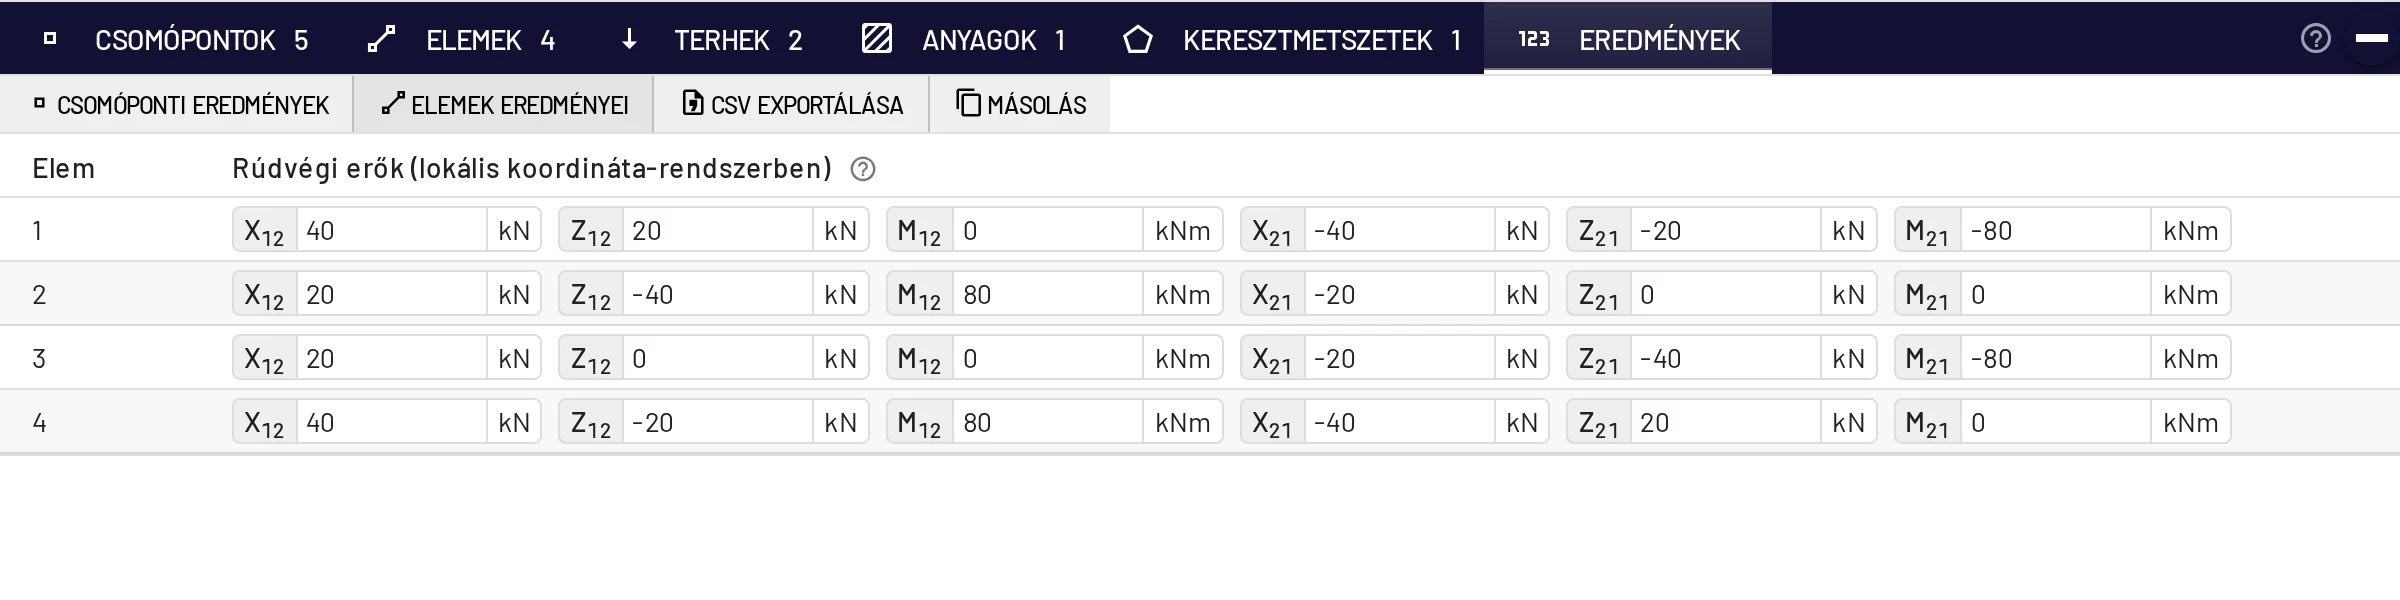 CSOMÓPONTOK 5 ELEMEK 4 TERHEK 2 ANYAGOK 1 KERESZTMETSZETEK 1 123 EREDMÉNYEK
CSOMÓPONTI EREDMÉNYEK ELEMEK EREDMÉNYEI CSV EXPORTÁLÁSA MÁSOLÁS
Elem Rúdvégi erők (lokális koordináta-rendszerben)
1 X12 40 kN Z12 20 kN M12 0 kNm X21 -40 kN Z21 -20 kN M21 -80 kNm
2 X12 20 kN Z12 -40 kN M12 80 kNm X21 -20 kN Z21 0 kN M21 0 kNm
3 X12 20 kN Z12 0 kN M12 0 kNm X21 -20 kN Z21 -40 kN M21 -80 kNm
4 X12 40 kN Z12 -20 kN M12 80 kNm X21 -40 kN Z21 20 kN M21 0 kNm